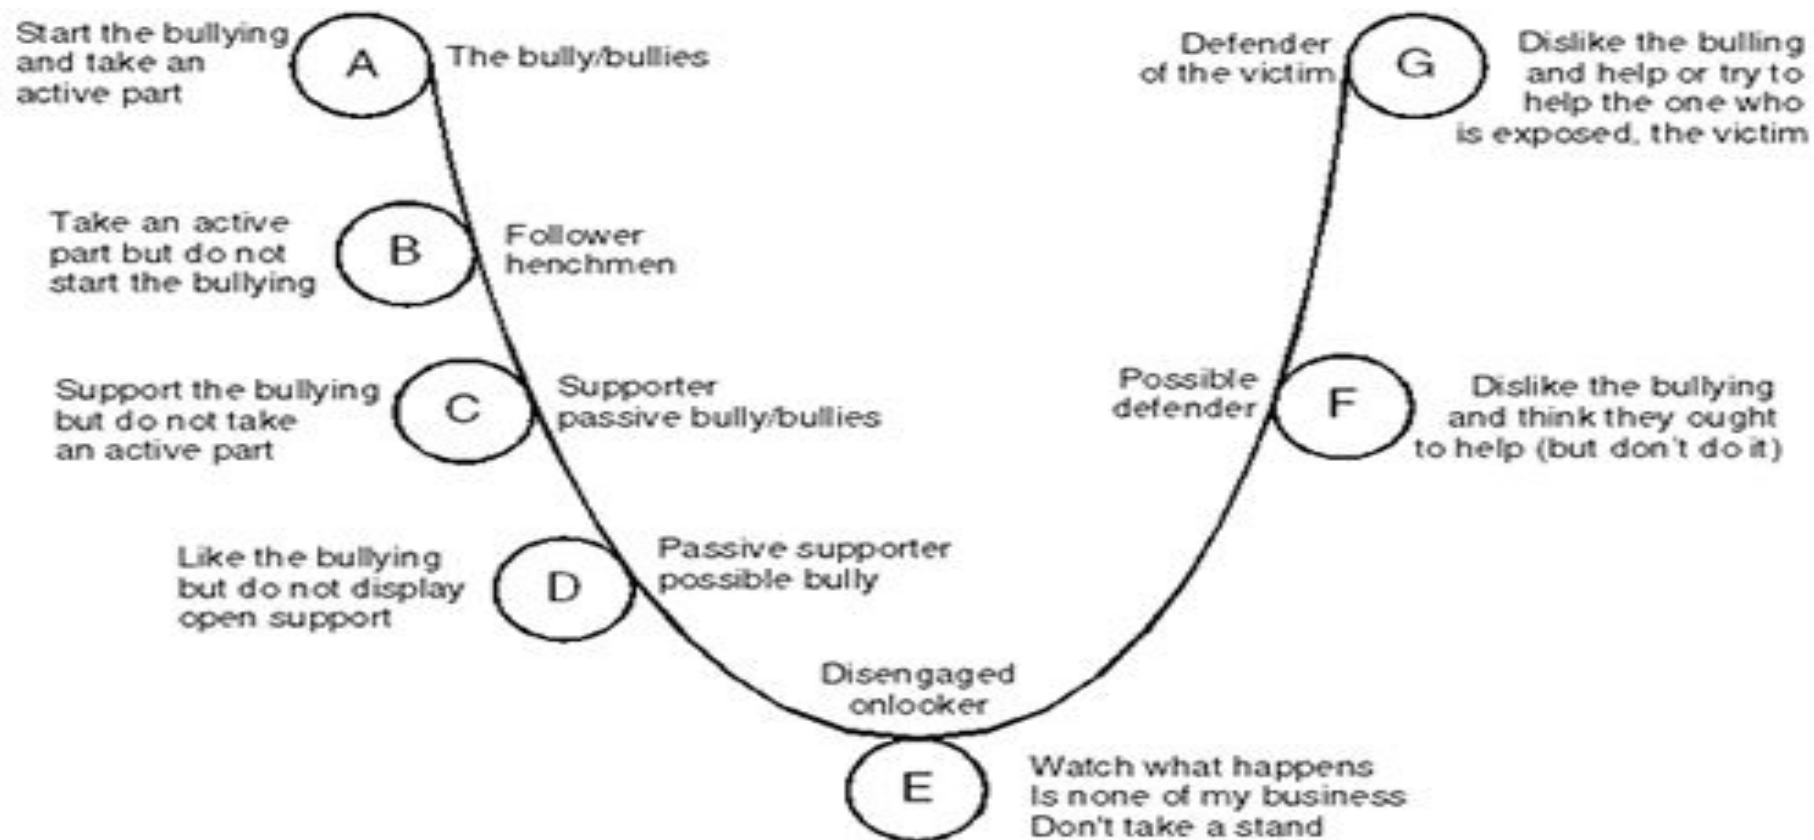 Start the bullying
and take an
active part
A
The bully/bullies
Defender
of the victim
G
Dislike the bulling
and help or try to
help the one who
is exposed, the victim
Take an active
part but do not
start the bullying
B
Follower
henchmen
Support the bullying
but do not take
an active part
C
Supporter
passive bully/bullies
Possible
defender
F
Dislike the bullying
and think they ought
to help (but don't do it)
Like the bullying
but do not display
open support
D
Passive supporter
possible bully
Disengaged
onlooker
E
Watch what happens
Is none of my business
Don't take a stand